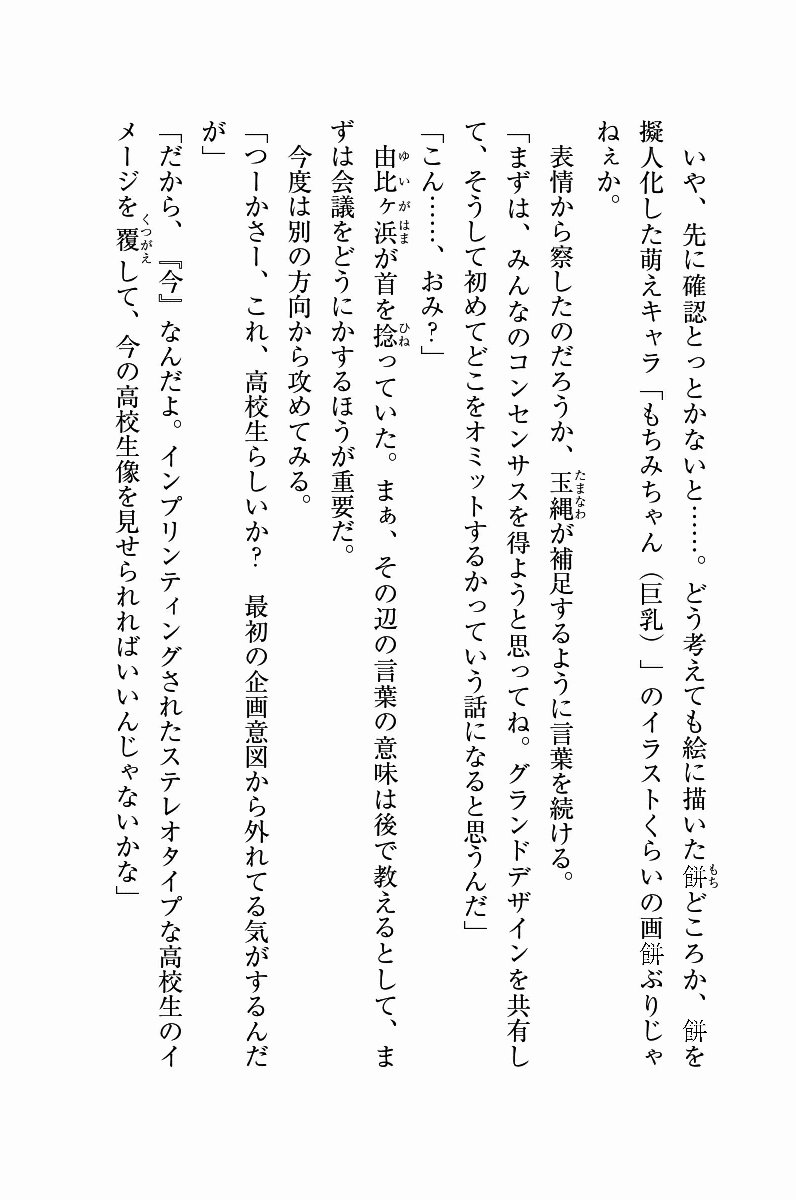 いや、先に確認とっとかないと……。どう考えても絵に描いた餅どころか、餅を
擬人化した萌えキャラ「もちみちゃん（巨乳）」のイラストくらいの画餅ぶりじゃ
ねぇか。
　表情から察したのだろうか、玉縄が補足するように言葉を続ける。
「まずは、みんなのコンセンサスを得ようと思ってね。グランドデザインを共有し
て、そうして初めてどこをオミットするかっていう話になると思うんだ」
「こん……、おみ？」
　由比ヶ浜が首を捻っていた。まぁ、その辺の言葉の意味は後で教えるとして、ま
ずは会議をどうにかするほうが重要だ。
　今度は別の方向から攻めてみる。
「つーかさー、これ、高校生らしいか？　最初の企画意図から外れてる気がするんだ
が」
「だから、『今』なんだよ。インプリンティングされたステレオタイプな高校生のイ
メージを覆して、今の高校生像を見せられればいいんじゃないかな」